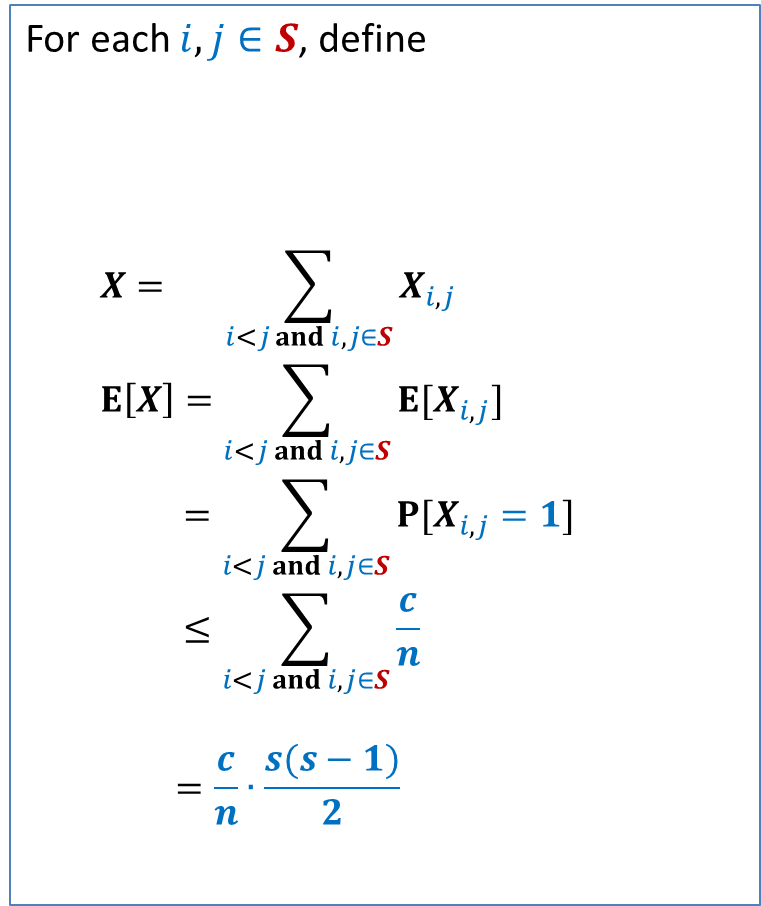 For each i, j ∈ S, define
X = ∑ X_{i,j}
i<j and i,j∈S
E[X] = ∑ E[X_{i,j}]
i<j and i,j∈S
= ∑ P[X_{i,j} = 1]
i<j and i,j∈S
≤ ∑ c/n
i<j and i,j∈S
= c/n · s(s − 1)/2